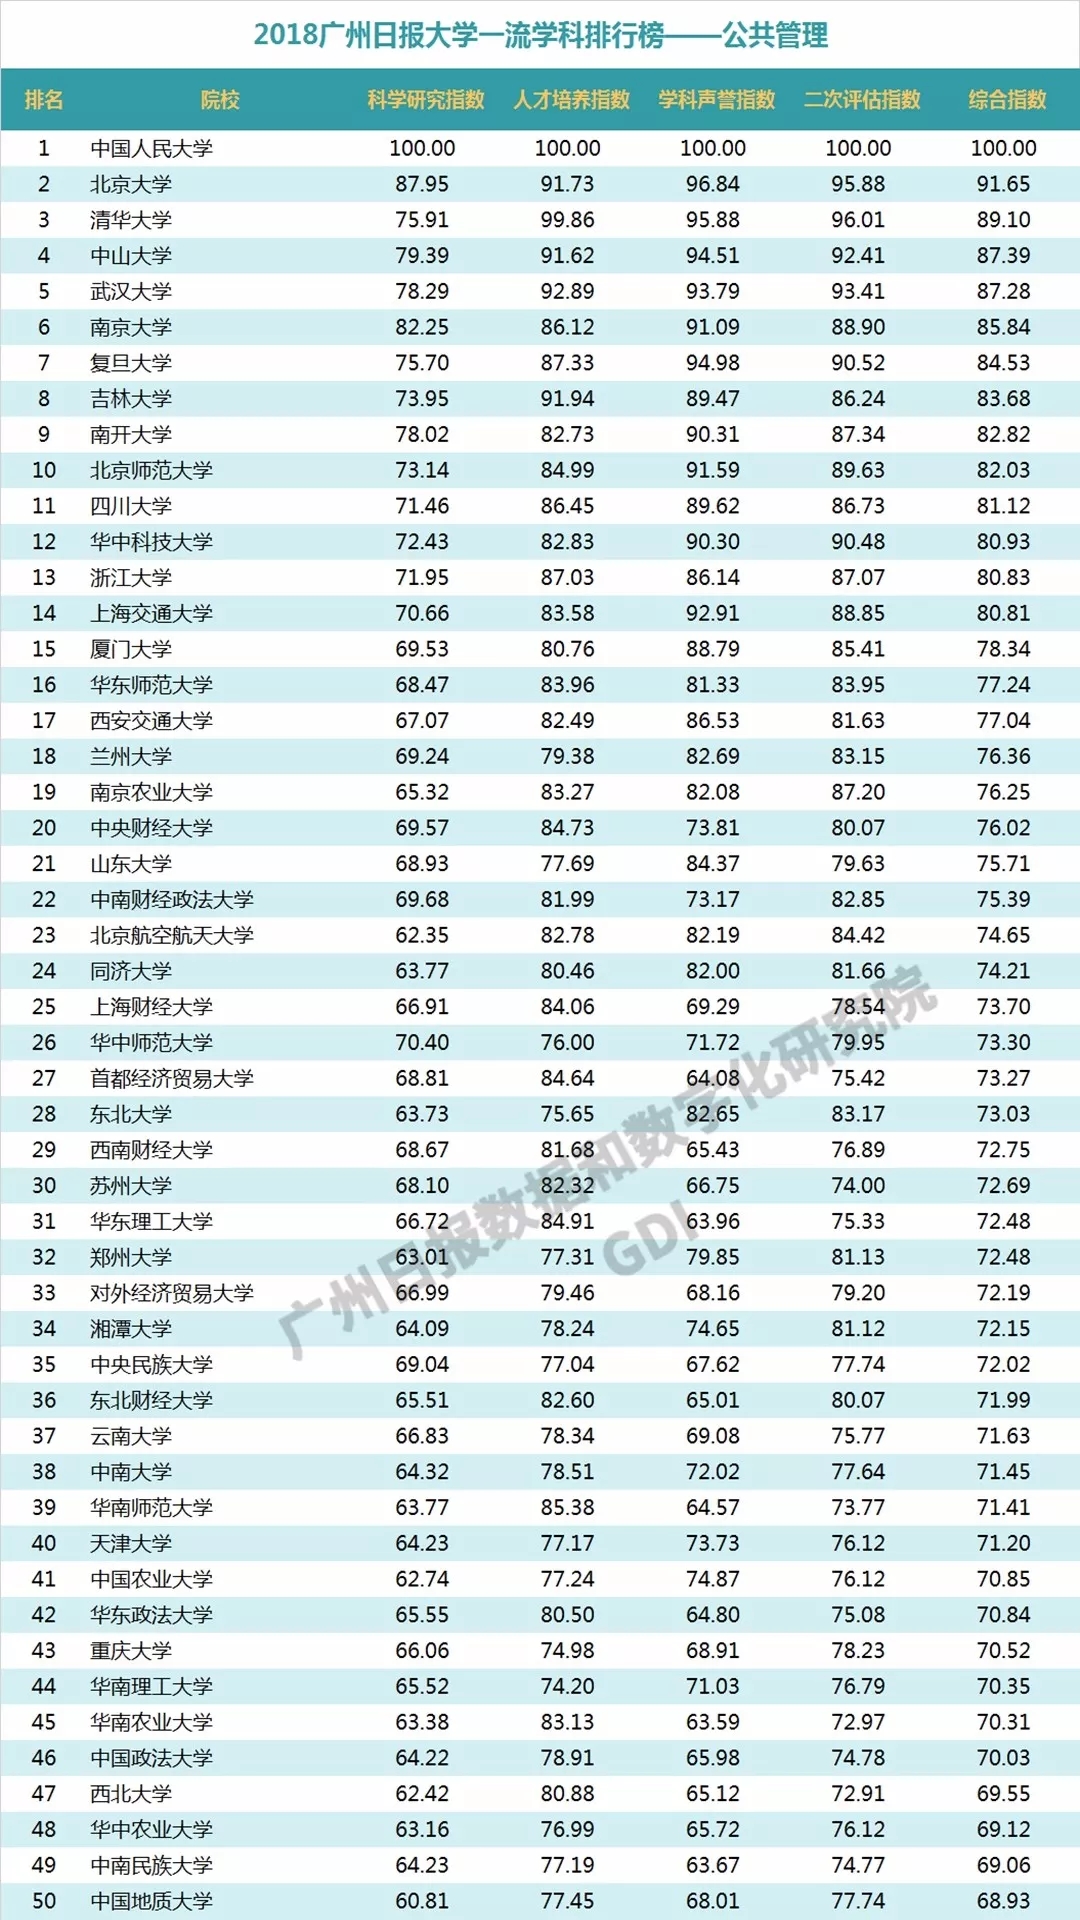 2018广州日报大学一流学科排行榜——公共管理
排名 院校 科学研究指数 人才培养指数 学科声誉指数 二次评估指数 综合指数
1 中国人民大学 100.00 100.00 100.00 100.00 100.00
2 北京大学 87.95 91.73 96.84 95.88 91.65
3 清华大学 75.91 99.86 95.88 96.01 89.10
4 中山大学 79.39 91.62 94.51 92.41 87.39
5 武汉大学 78.29 92.89 93.79 93.41 87.28
6 南京大学 82.25 86.12 91.09 88.90 85.84
7 复旦大学 75.70 87.33 94.98 90.52 84.53
8 吉林大学 73.95 91.94 89.47 86.24 83.68
9 南开大学 78.02 82.73 90.31 87.34 82.82
10 北京师范大学 73.14 84.99 91.59 89.63 82.03
11 四川大学 71.46 86.45 89.62 86.73 81.12
12 华中科技大学 72.43 82.83 90.30 90.48 80.93
13 浙江大学 71.95 87.03 86.14 87.07 80.83
14 上海交通大学 70.66 83.58 92.91 88.85 80.81
15 厦门大学 69.53 80.76 88.79 85.41 78.34
16 华东师范大学 68.47 83.96 81.33 83.95 77.24
17 西安交通大学 67.07 82.49 86.53 81.63 77.04
18 兰州大学 69.24 79.38 82.69 83.15 76.36
19 南京农业大学 65.32 83.27 82.08 87.20 76.25
20 中央财经大学 69.57 84.73 73.81 80.07 76.02
21 山东大学 68.93 77.69 84.37 79.63 75.71
22 中南财经政法大学 69.68 81.99 73.17 82.85 75.39
23 北京航空航天大学 62.35 82.78 82.19 84.42 74.65
24 同济大学 63.77 80.46 82.00 81.66 74.21
25 上海财经大学 66.91 84.06 69.29 78.54 73.70
26 华中师范大学 70.40 76.00 71.72 79.95 73.30
27 首都经济贸易大学 68.81 84.64 64.08 75.42 73.27
28 东北大学 63.73 75.65 82.65 83.17 73.03
29 西南财经大学 68.67 81.68 65.43 76.89 72.75
30 苏州大学 68.10 82.32 66.75 74.00 72.69
31 华东理工大学 66.72 84.91 63.96 75.33 72.48
32 郑州大学 63.01 77.31 79.85 81.13 72.48
33 对外经济贸易大学 66.99 79.46 68.16 79.20 72.19
34 湘潭大学 64.09 78.24 74.65 81.12 72.15
35 中央民族大学 69.04 77.04 67.62 77.74 72.02
36 东北财经大学 65.51 82.60 65.01 80.07 71.99
37 云南大学 66.83 78.34 69.08 75.77 71.63
38 中南大学 64.32 78.51 72.02 77.64 71.45
39 华南师范大学 63.77 85.38 64.57 73.77 71.41
40 天津大学 64.23 77.17 73.73 76.12 71.20
41 中国农业大学 62.74 77.24 74.87 76.12 70.85
42 华东政法大学 65.55 80.50 64.80 75.08 70.84
43 重庆大学 66.06 74.98 68.91 78.23 70.52
44 华南理工大学 65.52 74.20 71.03 76.79 70.35
45 华南农业大学 63.38 83.13 63.59 72.97 70.31
46 中国政法大学 64.22 78.91 65.98 74.78 70.03
47 西北大学 62.42 80.88 65.12 72.91 69.55
48 华中农业大学 63.16 76.99 65.72 76.12 69.12
49 中南民族大学 64.23 77.19 63.67 74.77 69.06
50 中国地质大学 60.81 77.45 68.01 77.74 68.93
广州日报数据和数字化研究院
GDI